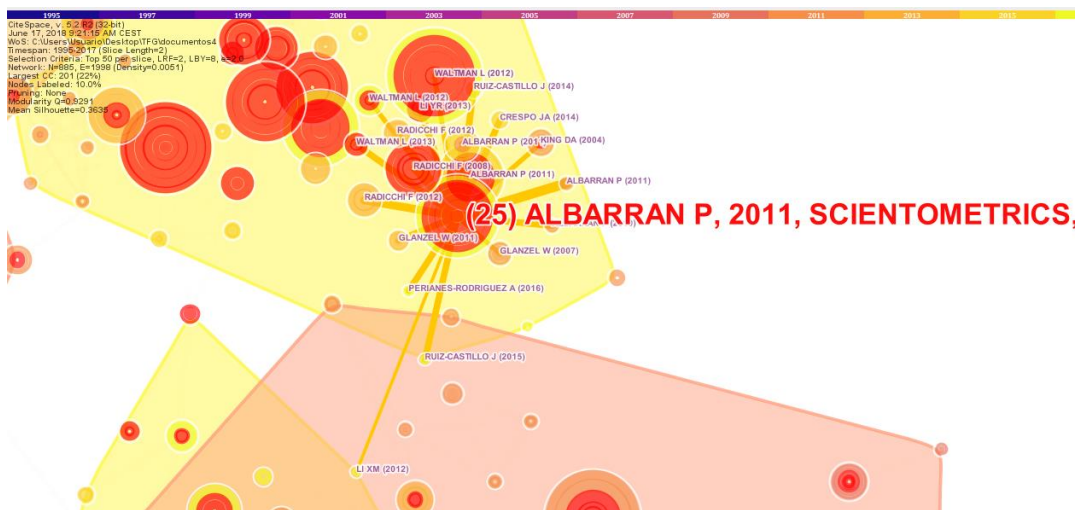 1995 1997 1999 2001 2003 2005 2007 2009 2011 2013 2015
CiteSpace, v. 5.2.R2 (32-bit)
June 17, 2018 9:21:15 AM CEST
WoS: C:\Users\Usuario\Desktop\TFG\documentos4
Timespan: 1995-2017 (Slice Length=2)
Selection Criteria: Top 50 per slice, LRF=2, LBY=8, e=2.0
Network: N=885, E=1998 (Density=0.0051)
Largest CC: 201 (22%)
Nodes Labeled: 10.0%
Pruning: None
Modularity Q=0.9291
Mean Silhouette=0.3635
WALTMAN L (2012)
RUIZ-CASTILLO J (2014)
WALTMAN L (2012)
LI YR (2013)
CRESPO JA (2014)
RADICCHI F (2012)
WALTMAN L (2013)
ALBARRAN P
KING DA (2004)
RADICCHI F (2008)
ALBARRAN P (2011)
ALBARRAN P (2011)
RADICCHI F (2012)
(25) ALBARRAN P, 2011, SCIENTOMETRICS,
GLANZEL W (2011)
GLANZEL W (2007)
PERIANES-RODRIGUEZ A (2016)
RUIZ-CASTILLO J (2015)
LI XM (2012)